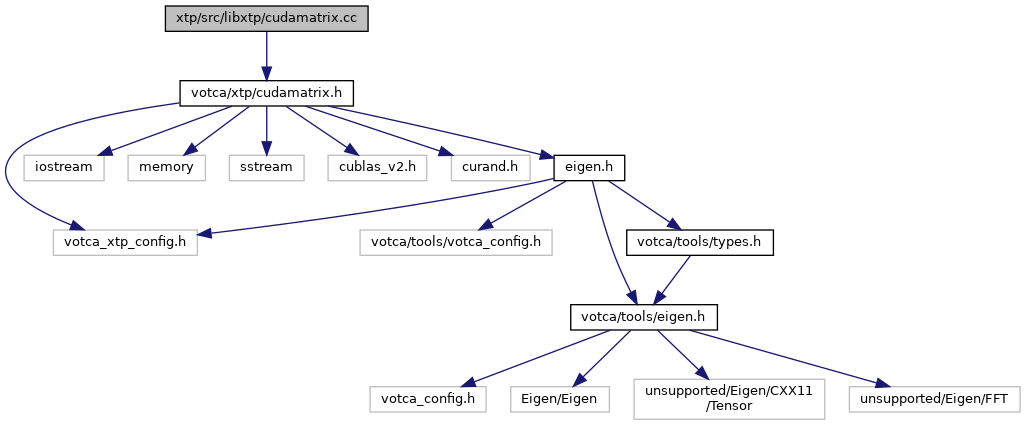 xtp/src/libxtp/cudamatrix.cc
votca/xtp/cudamatrix.h
iostream
memory
sstream
cublas_v2.h
curand.h
eigen.h
votca_xtp_config.h
votca/tools/votca_config.h
votca/tools/types.h
votca/tools/eigen.h
votca_config.h
Eigen/Eigen
unsupported/Eigen/CXX11
/Tensor
unsupported/Eigen/FFT